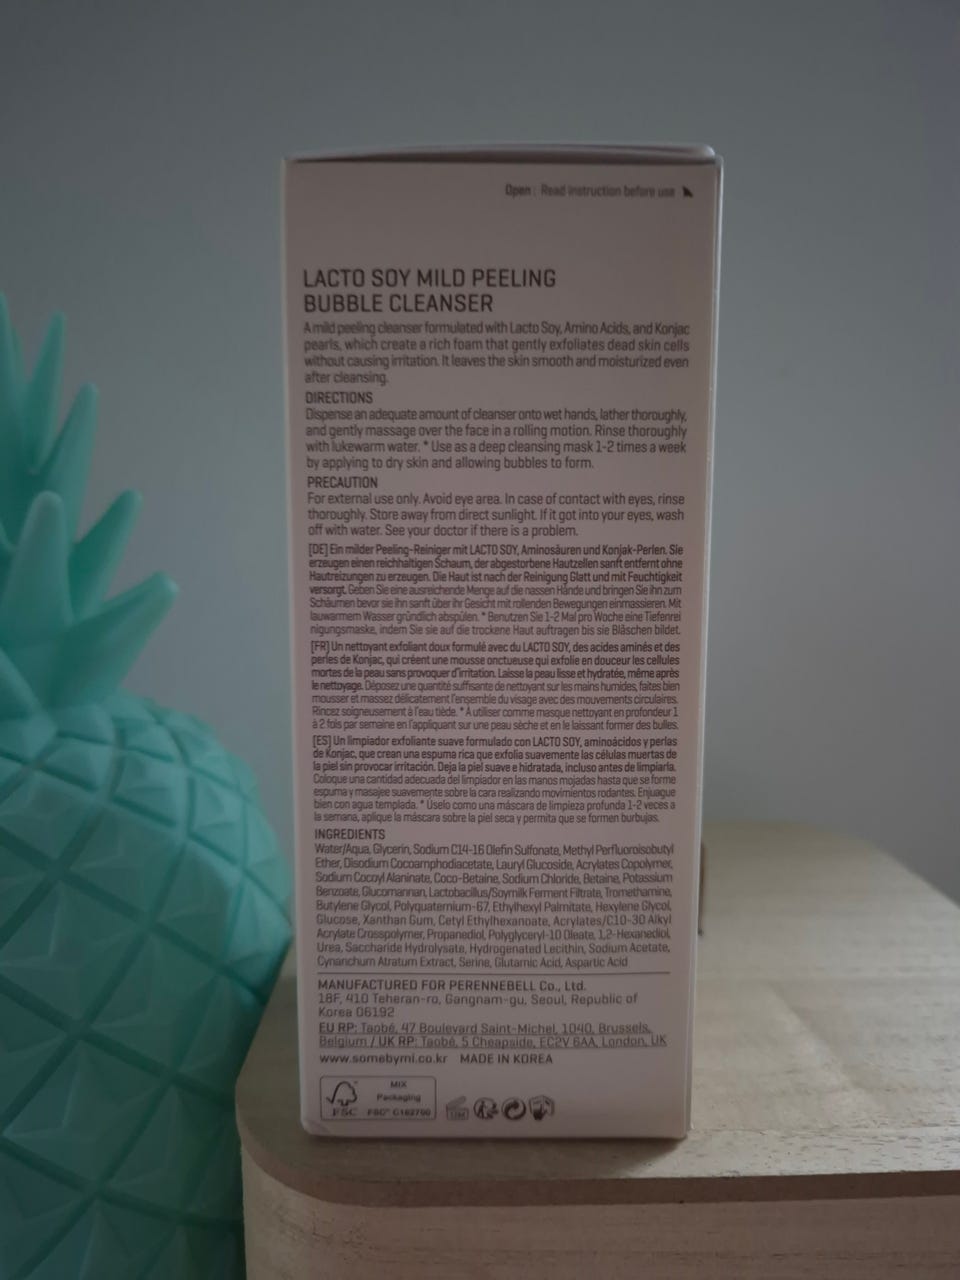 Open : Read instruction before use
LACTO SOY MILD PEELING
BUBBLE CLEANSER
A mild peeling cleanser formulated with Lacto Soy, Amino Acids, and Konjac
pearls, which create a rich foam that gently exfoliates dead skin cells
without causing irritation. It leaves the skin smooth and moisturized even
after cleansing.
DIRECTIONS
Dispense an adequate amount of cleanser onto wet hands, lather thoroughly,
and gently massage over the face in a rolling motion. Rinse thoroughly
with lukewarm water. * Use as a deep cleansing mask 1-2 times a week
by applying to dry skin and allowing bubbles to form.
PRECAUTION
For external use only. Avoid eye area. In case of contact with eyes, rinse
thoroughly. Store away from direct sunlight. If it got into your eyes, wash
off with water. See your doctor if there is a problem.
[DE] Ein milder Peeling-Reiniger mit LACTO SOY, Aminosäuren und Konjak-Perlen. Sie
erzeugen einen reichhaltigen Schaum, der abgestorbene Hautzellen sanft entfernt ohne
Hautreizungen zu erzeugen. Die Haut ist nach der Reinigung Glatt und mit Feuchtigkeit
versorgt. Geben Sie eine ausreichende Menge auf die nassen Hände und bringen Sie ihn zum
Schäumen bevor sie ihn sanft über ihr Gesicht mit rollenden Bewegungen einmassieren. Mit
lauwarmem Wasser gründlich abspülen. * Benutzen Sie 1-2 Mal pro Woche eine Tiefenrei
nigungsmaske, indem Sie sie auf die trockene Haut auftragen bis sie Bläschen bildet.
[FR] Un nettoyant exfoliant doux formulé avec du LACTO SOY, des acides aminés et des
perles de Konjac, qui créent une mousse onctueuse qui exfolie en douceur les cellules
mortes de la peau sans provoquer d'irritation. Laisse la peau lisse et hydratée, même après
le nettoyage. Déposez une quantité suffisante de nettoyant sur les mains humides, faites bien
mousser et massez délicatement l'ensemble du visage avec des mouvements circulaires.
Rincez soigneusement à l'eau tiède. * A utiliser comme masque nettoyant en profondeur 1
à 2 fois par semaine en l'appliquant sur une peau sèche et en le laissant former des bulles.
[ES] Un limpiador exfoliante suave formulado con LACTO SOY, aminoácidos y perlas
de Konjac, que crean una espuma rica que exfolia suavemente las células muertas de
la piel sin provocar irritación. Deja la piel suave e hidratada, incluso antes de limpiarla.
Coloque una cantidad adecuada del limpiador en las manos mojadas hasta que se forme
espuma y masajee suavemente sobre la cara realizando movimientos rodantes. Enjuague
bien con agua templada. * Úselo como una máscara de limpieza profunda 1-2 veces a
la semana, aplique la máscara sobre la piel seca y permita que se formen burbujas.
INGREDIENTS
Water/Aqua, Glycerin, Sodium C14-16 Olefin Sulfonate, Methyl Perfluoroisobutyl
Ether, Disodium Cocoamphodiacetate, Lauryl Glucoside, Acrylates Copolymer,
Sodium Cocoyl Alaninate, Coco-Betaine, Sodium Chloride, Betaine, Potassium
Benzoate, Glucomannan, Lactobacillus/Soymilk Ferment Filtrate, Tromethamine,
Butylene Glycol, Polyquaternium-67, Ethylhexyl Palmitate, Hexylene Glycol,
Glucose, Xanthan Gum, Cetyl Ethylhexanoate, Acrylates/C10-30 Alkyl
Acrylate Crosspolymer, Propanediol, Polyglyceryl-10 Oleate, 1,2-Hexanediol,
Urea, Saccharide Hydrolysate, Hydrogenated Lecithin, Sodium Acetate,
Cynanchum Atratum Extract, Serine, Glutamic Acid, Aspartic Acid
MANUFACTURED FOR PERENNEBELL Co., Ltd.
18F, 410 Teheran-ro, Gangnam-gu, Seoul, Republic of
Korea 06192
EU RP: Taobé, 47 Boulevard Saint-Michel, 1040, Brussels,
Belgium / UK RP: Taobé, 5 Cheapside, EC2V 6AA, London, UK
www.somebymi.co.kr MADE IN KOREA
MIX
Packaging
FSC FSC® C162700
12M